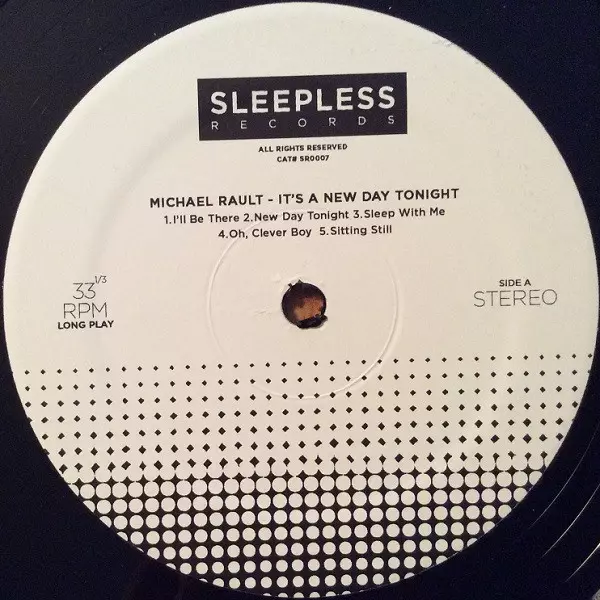 SLEEPLESS
RECORDS
ALL RIGHTS RESERVED
CAT# SR0007
MICHAEL RAULT - IT'S A NEW DAY TONIGHT
1.I'll Be There 2.New Day Tonight 3.Sleep With Me
4.Oh, Clever Boy 5.Sitting Still
33 1/3
RPM
LONG PLAY
SIDE A
STEREO